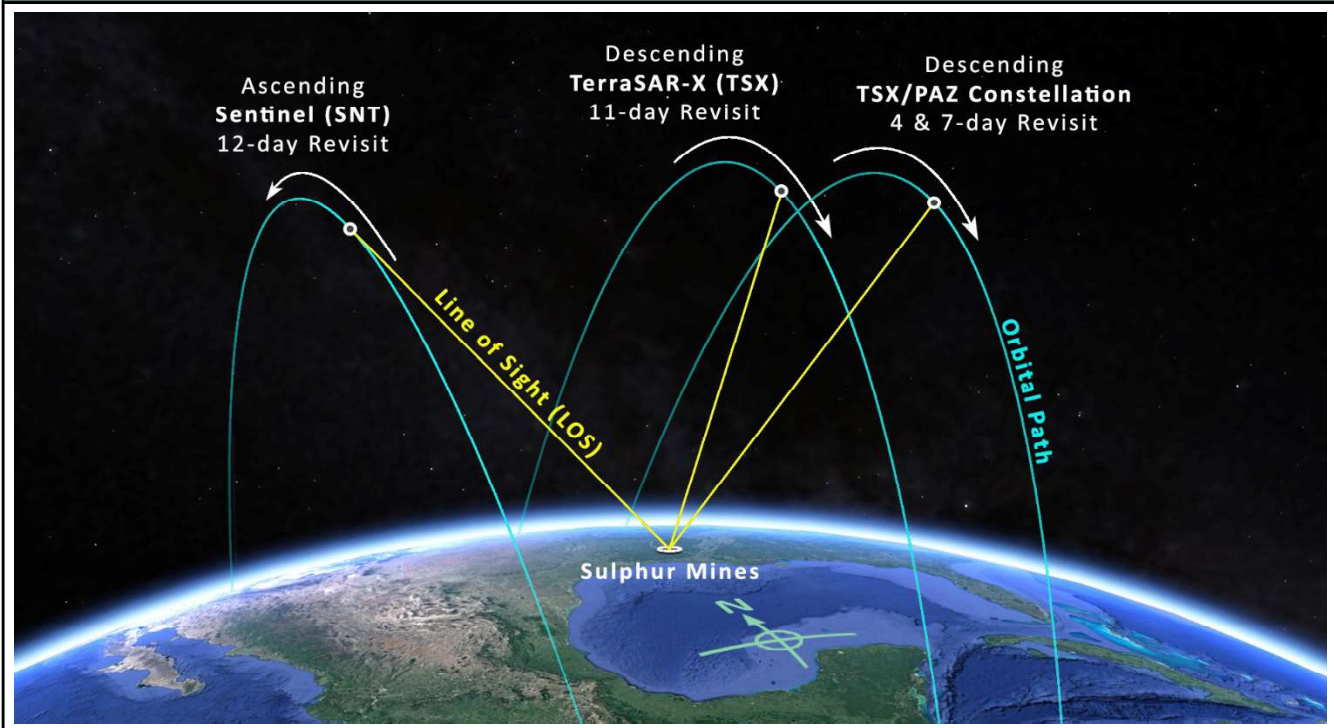 Ascending
Sentinel (SNT)
12-day Revisit
Descending
TerraSAR-X (TSX)
11-day Revisit
Descending
TSX/PAZ Constellation
4 & 7-day Revisit
Line of Sight (LOS)
Orbital Path
Sulphur Mines
N